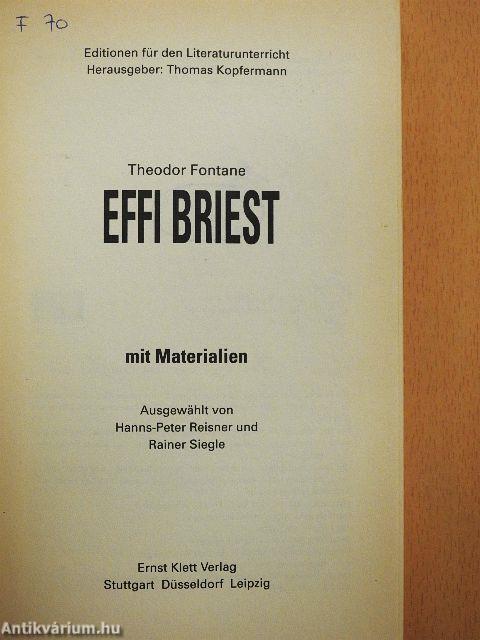 F 70
Editionen für den Literaturunterricht
Herausgeber: Thomas Kopfermann
Theodor Fontane
EFFI BRIEST
mit Materialien
Ausgewählt von
Hanns-Peter Reisner und
Rainer Siegle
Ernst Klett Verlag
Stuttgart Düsseldorf Leipzig
Antikvárium.hu